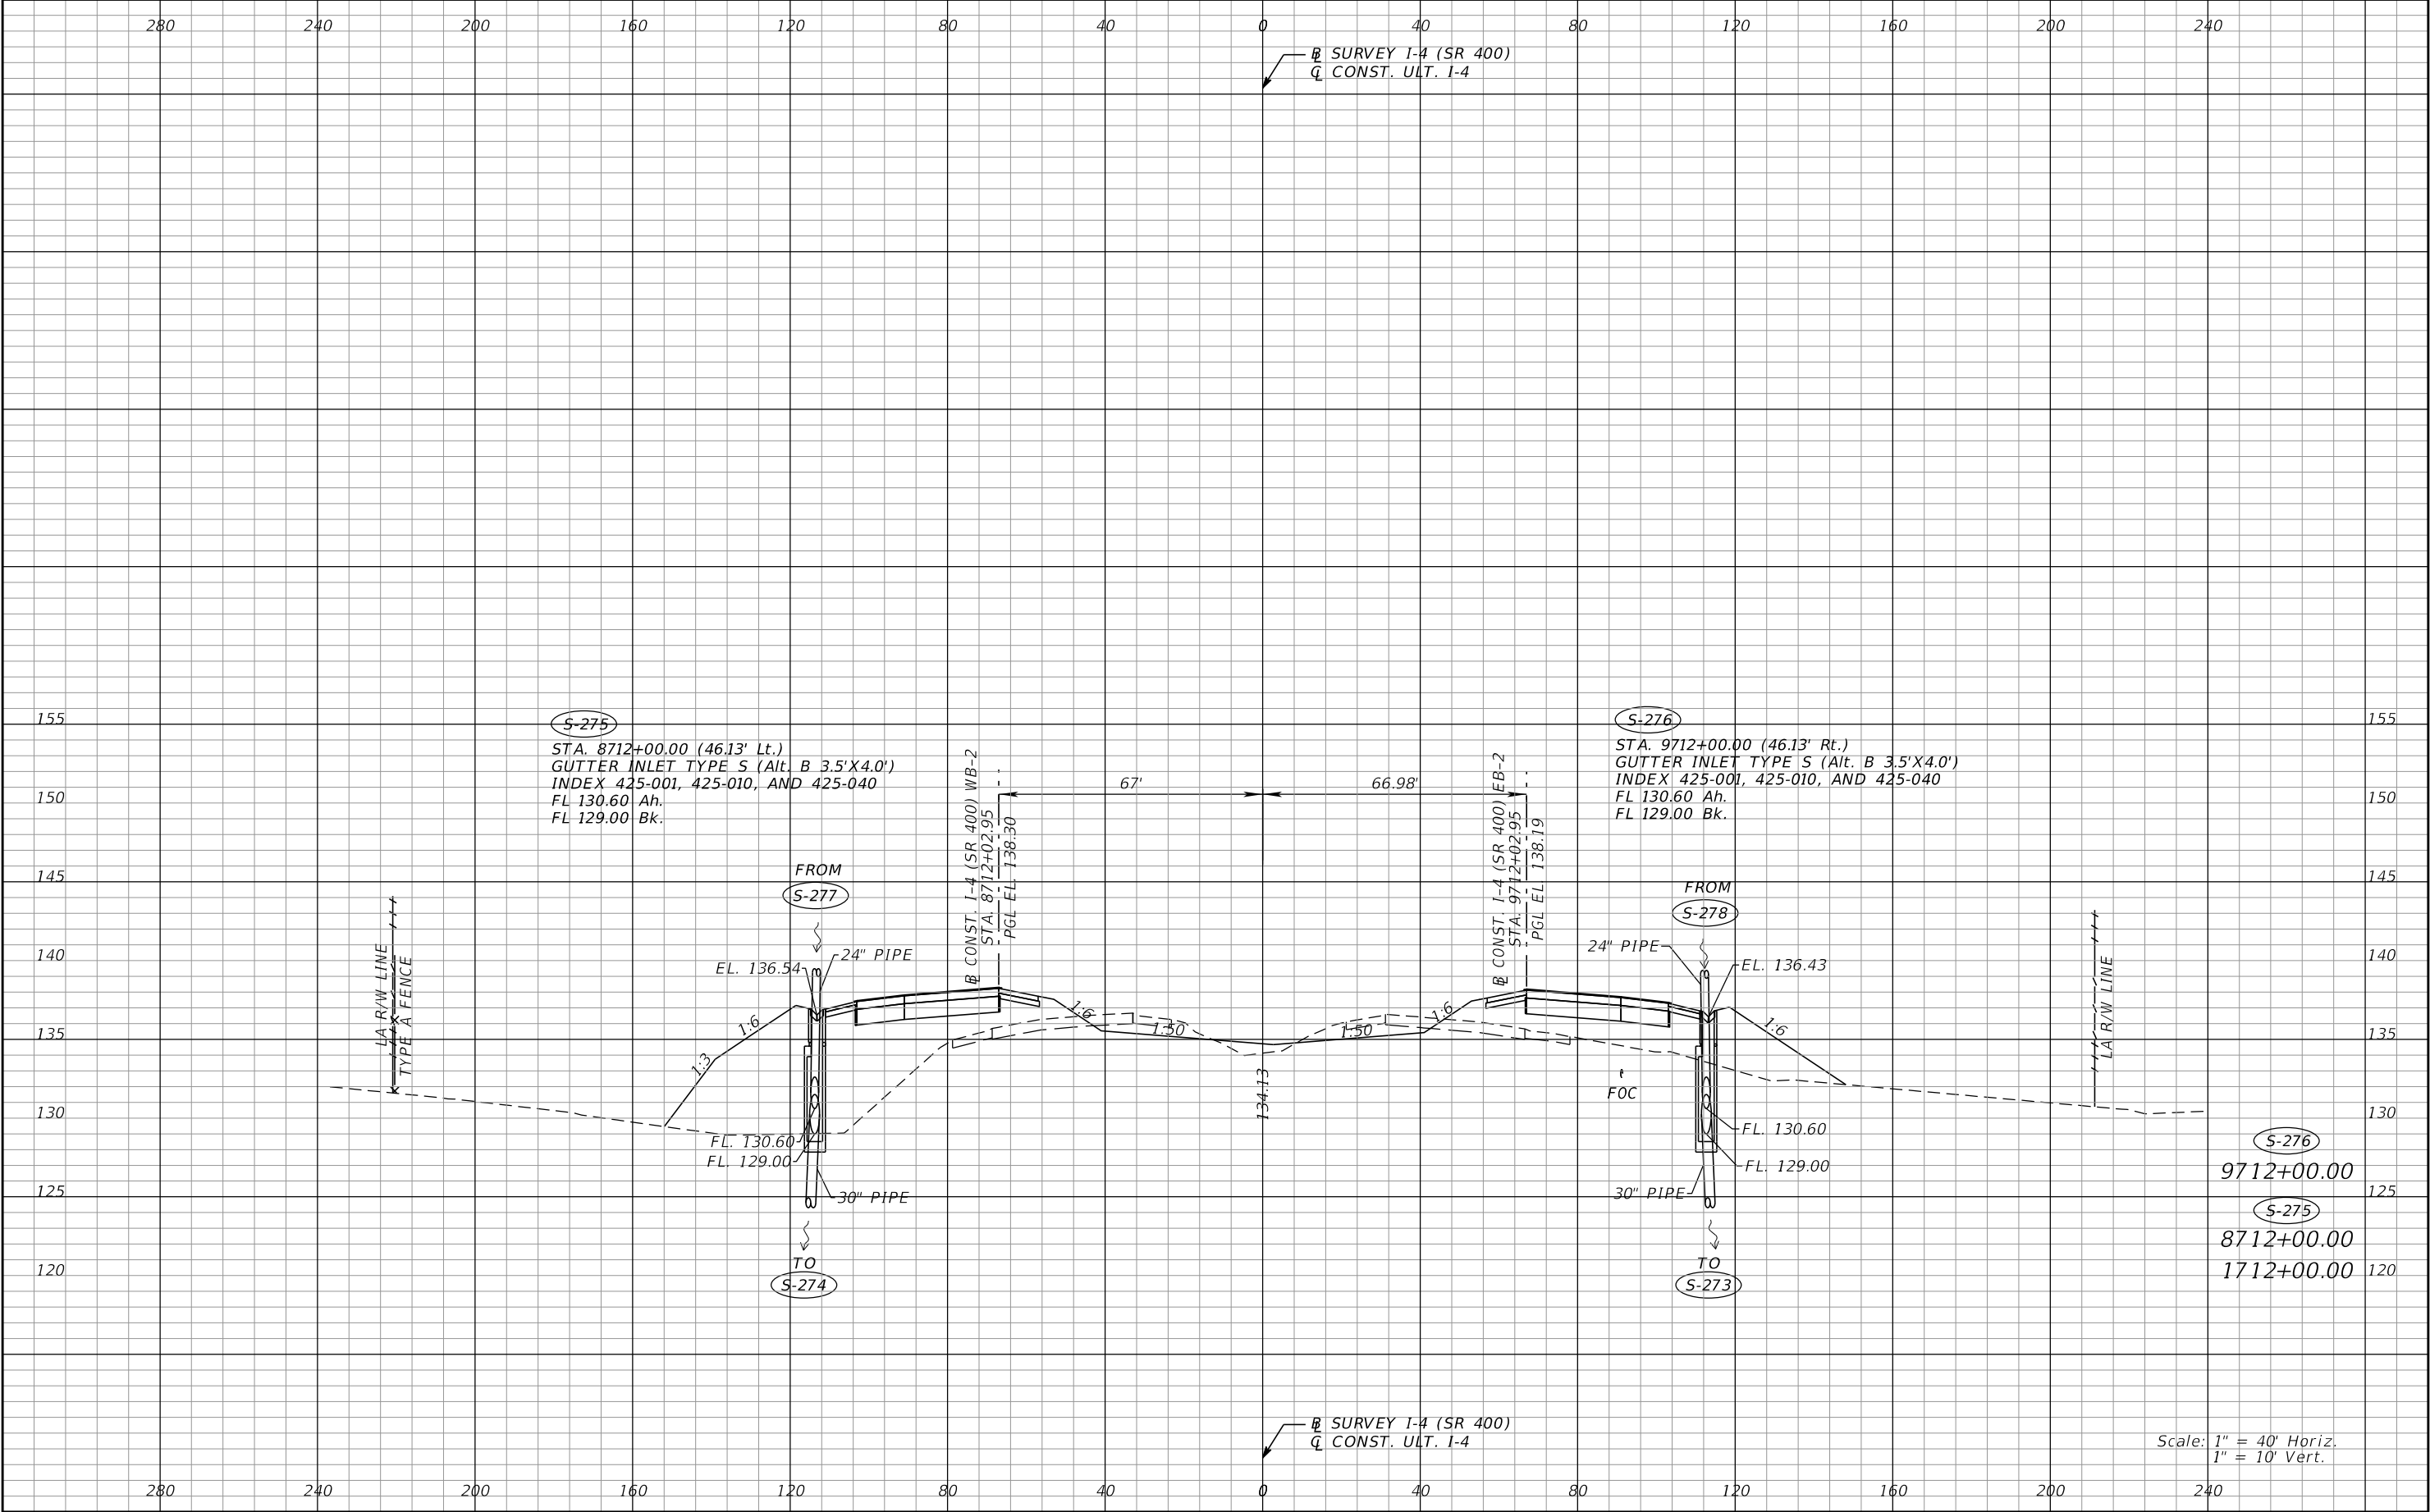 280 240 200 160 120 80 40 0 40 80 120 160 200 240
B SURVEY I-4 (SR 400)
C CONST. ULT. I-4
155
S-275
STA. 8712+00.00 (46.13' Lt.)
GUTTER INLET TYPE S (Alt. B 3.5'X4.0')
INDEX 425-001, 425-010, AND 425-040
FL 130.60 Ah.
FL 129.00 Bk.
S-276
STA. 9712+00.00 (46.13' Rt.)
GUTTER INLET TYPE S (Alt. B 3.5'X4.0')
INDEX 425-001, 425-010, AND 425-040
FL 130.60 Ah.
FL 129.00 Bk.
155
150
67'
66.98'
150
B CONST. I-4 (SR 400) WB-2
STA. 8712+02.95
PGL EL. 138.30
B CONST. I-4 (SR 400) EB-2
STA. 9712+02.95
PGL EL 138.19
145
FROM
S-277
FROM
S-278
145
140
LA R/W LINE
TYPE A FENCE
EL. 136.54
24" PIPE
24" PIPE
EL. 136.43
LA R/W LINE
140
135
1:3
1:6
1:6
1:50
1:50
1:6
1:6
135
134.13
FOC
130
FL. 130.60
FL. 129.00
FL. 130.60
FL. 129.00
130
S-276
9712+00.00
125
30" PIPE
30" PIPE
125
S-275
8712+00.00
120
TO
S-274
TO
S-273
1712+00.00
120
B SURVEY I-4 (SR 400)
C CONST. ULT. I-4
Scale: 1" = 40' Horiz.
1" = 10' Vert.
280 240 200 160 120 80 40 0 40 80 120 160 200 240